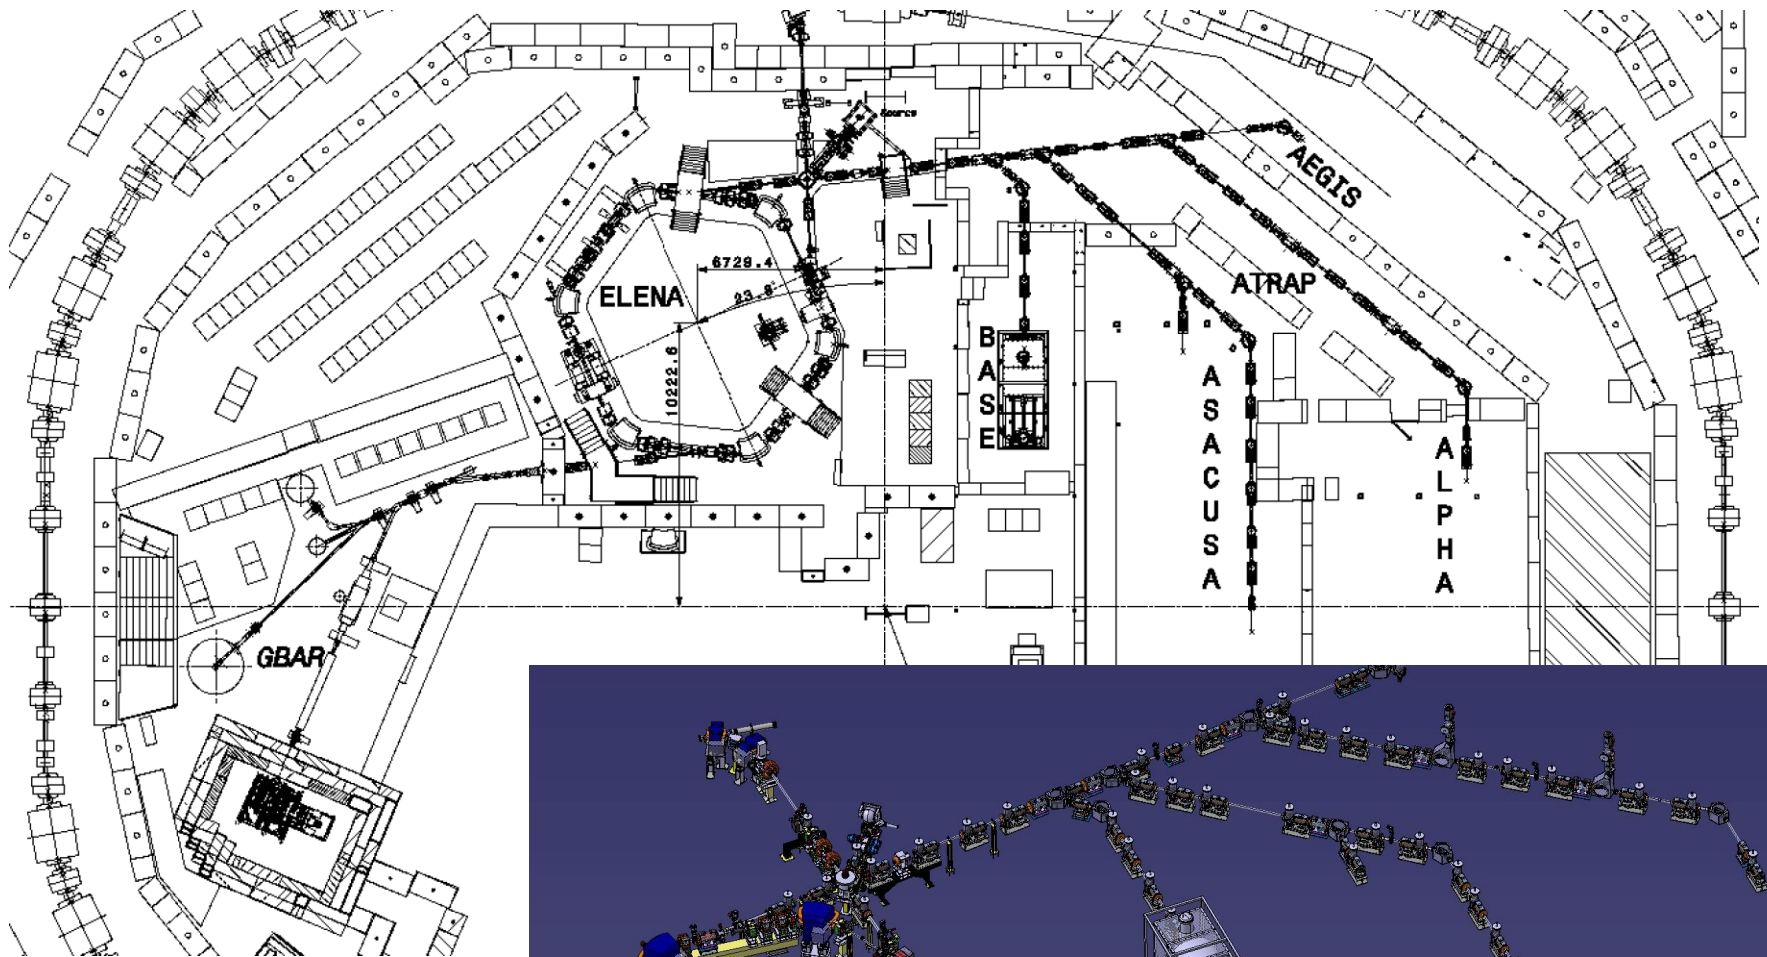 Source
AEGIS
6729.4
23.8°
ELENA
ATRAP
10222.6
BASE
ASACUSA
ALPHA
GBAR